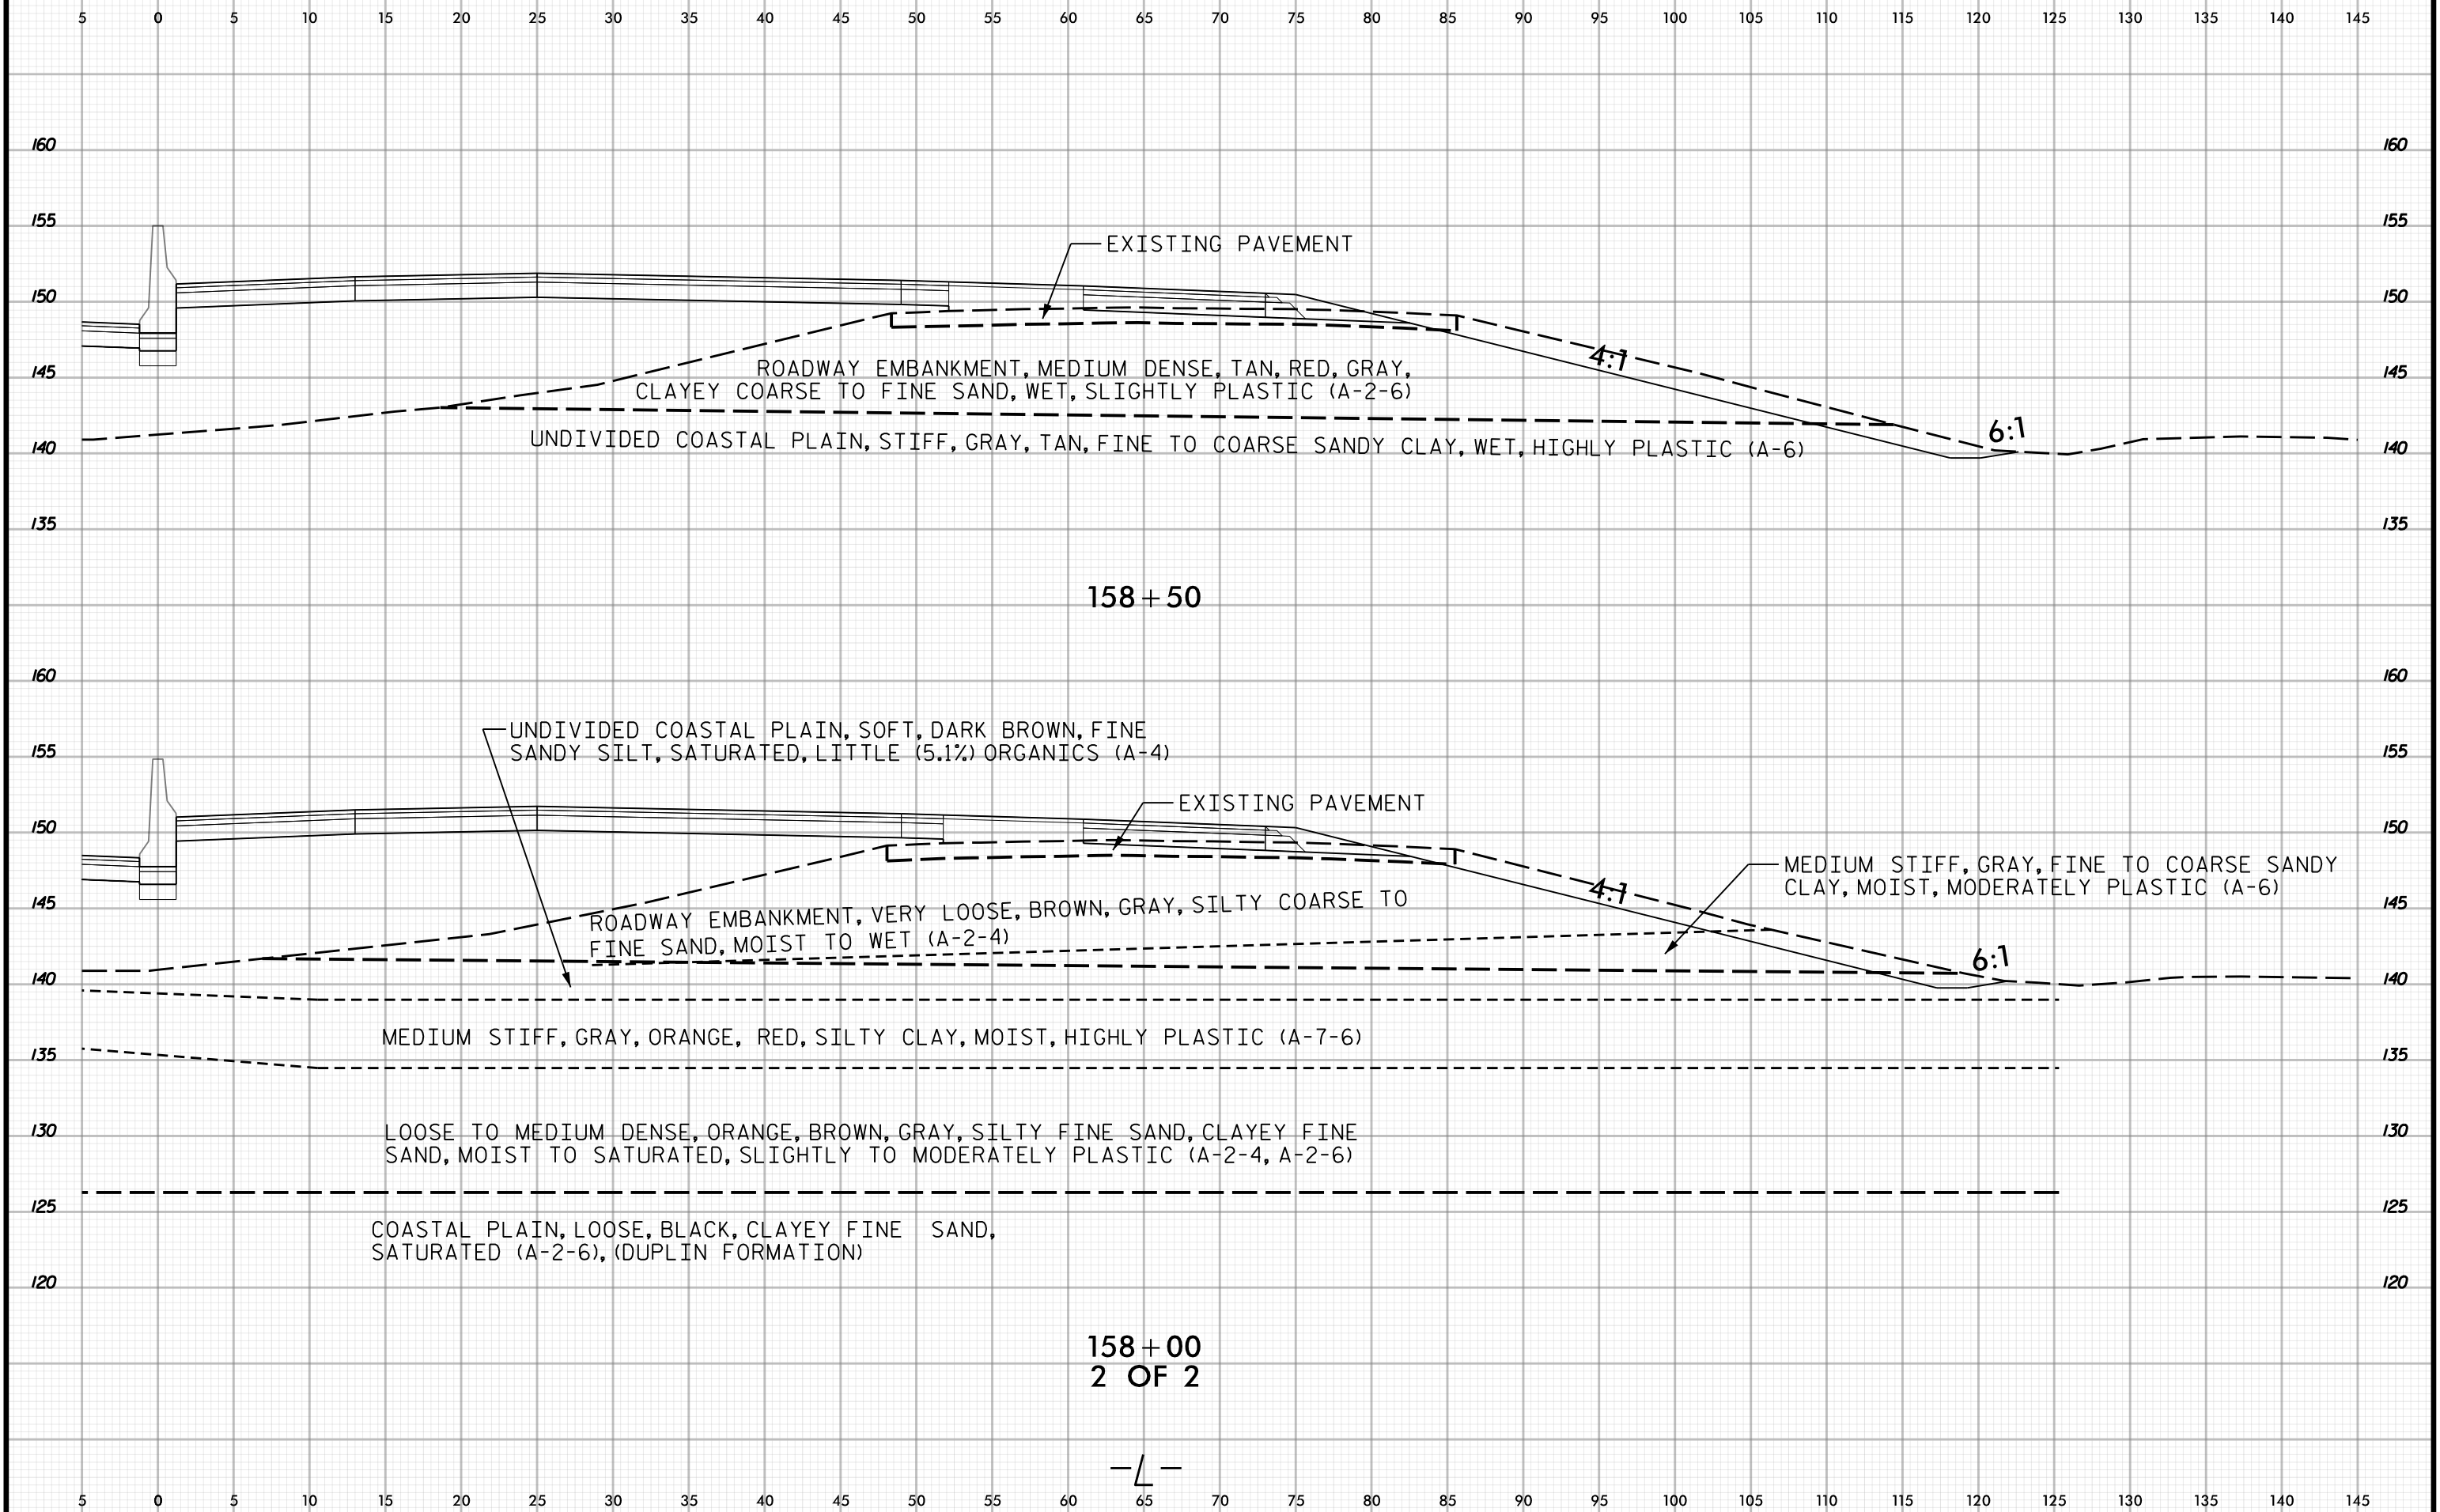 5 0 5 10 15 20 25 30 35 40 45 50 55 60 65 70 75 80 85 90 95 100 105 110 115 120 125 130 135 140 145
160 160
155 155
EXISTING PAVEMENT
150 150
4:1
ROADWAY EMBANKMENT, MEDIUM DENSE, TAN, RED, GRAY,
145 145
CLAYEY COARSE TO FINE SAND, WET, SLIGHTLY PLASTIC (A-2-6)
6:1
UNDIVIDED COASTAL PLAIN, STIFF, GRAY, TAN, FINE TO COARSE SANDY CLAY, WET, HIGHLY PLASTIC (A-6)
140 140
135 135
158+50
160 160
UNDIVIDED COASTAL PLAIN, SOFT, DARK BROWN, FINE
SANDY SILT, SATURATED, LITTLE (5.1%) ORGANICS (A-4)
155 155
EXISTING PAVEMENT
150 150
MEDIUM STIFF, GRAY, FINE TO COARSE SANDY
CLAY, MOIST, MODERATELY PLASTIC (A-6)
4:1
145 145
ROADWAY EMBANKMENT, VERY LOOSE, BROWN, GRAY, SILTY COARSE TO
FINE SAND, MOIST TO WET (A-2-4)
6:1
140 140
MEDIUM STIFF, GRAY, ORANGE, RED, SILTY CLAY, MOIST, HIGHLY PLASTIC (A-7-6)
135 135
130 130
LOOSE TO MEDIUM DENSE, ORANGE, BROWN, GRAY, SILTY FINE SAND, CLAYEY FINE
SAND, MOIST TO SATURATED, SLIGHTLY TO MODERATELY PLASTIC (A-2-4, A-2-6)
125 125
COASTAL PLAIN, LOOSE, BLACK, CLAYEY FINE SAND,
SATURATED (A-2-6), (DUPLIN FORMATION)
120 120
158+00
2 OF 2
-L-
5 0 5 10 15 20 25 30 35 40 45 50 55 60 65 70 75 80 85 90 95 100 105 110 115 120 125 130 135 140 145